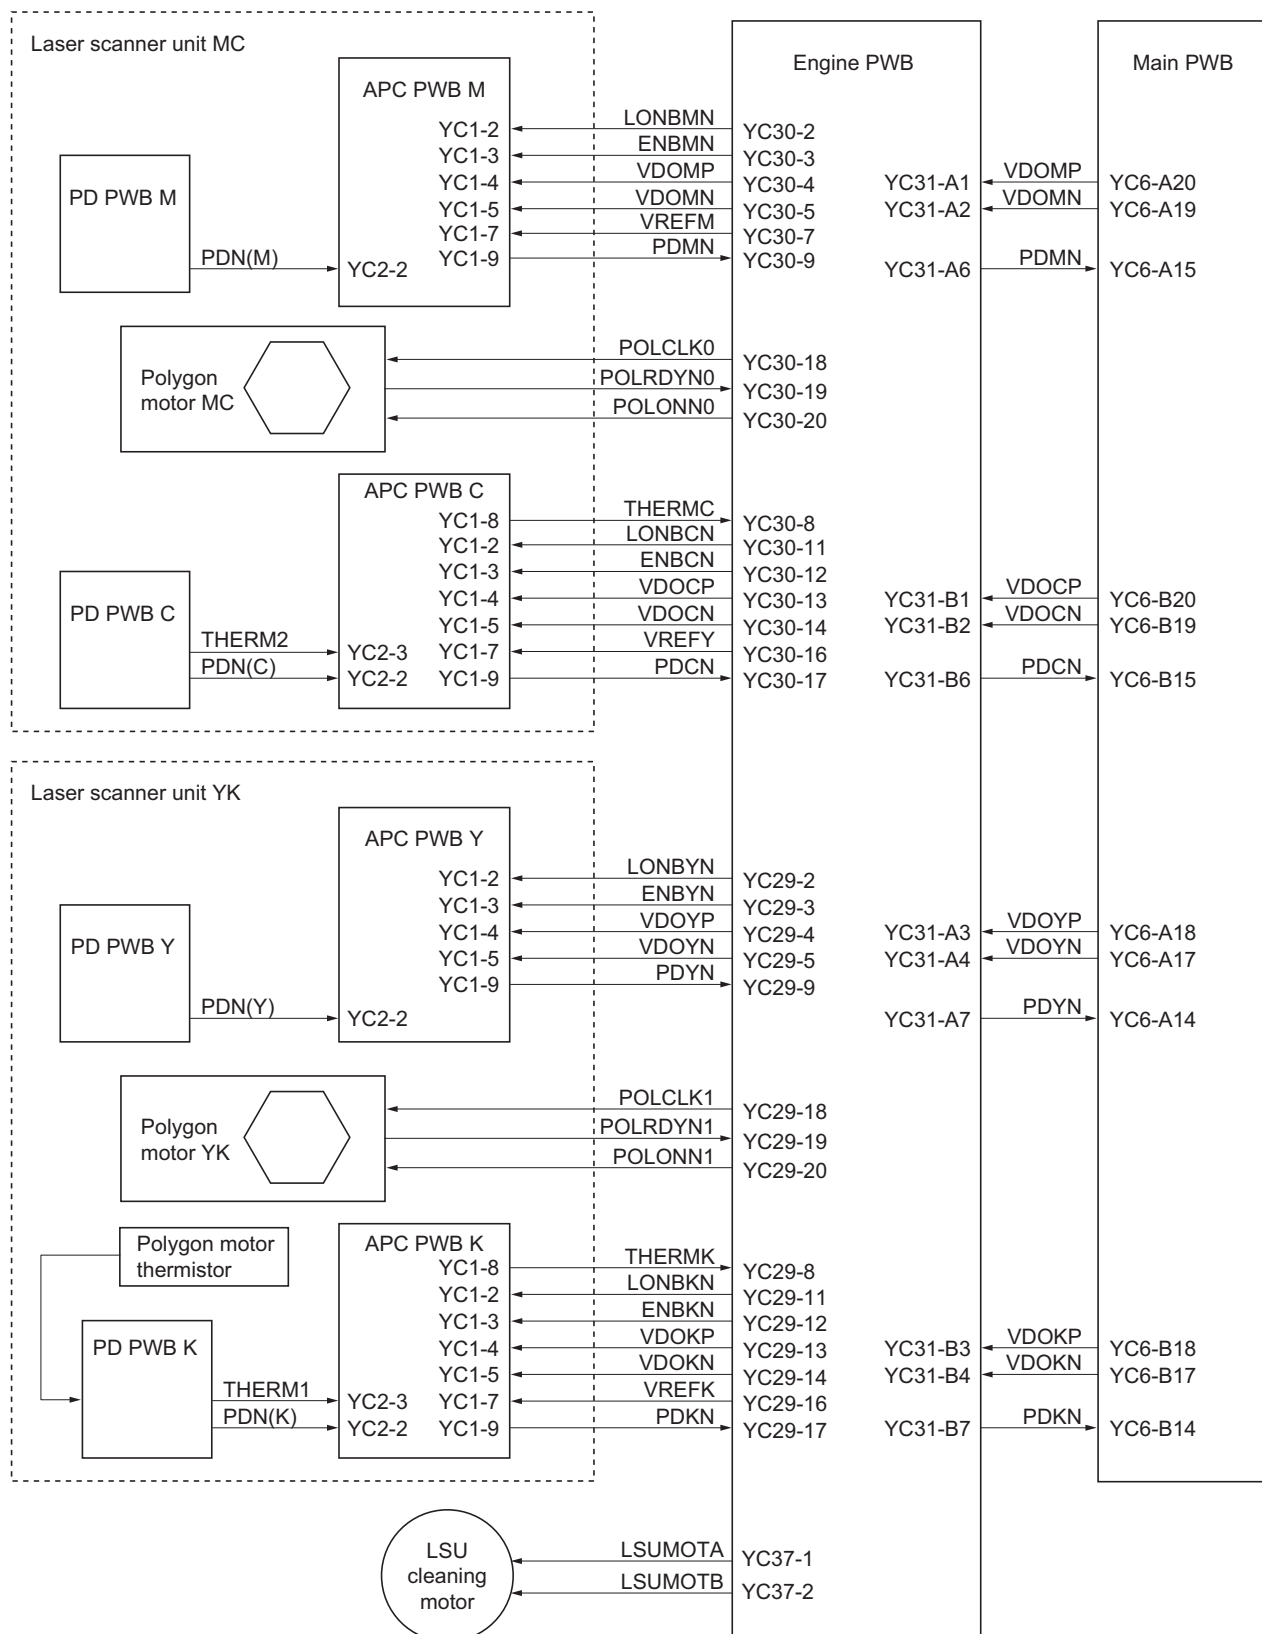 Laser scanner unit MC
Engine PWB
Main PWB
APC PWB M
YC1-2
LONBMN
YC30-2
YC1-3
ENBMN
YC30-3
YC1-4
VDOMP
YC30-4
YC31-A1
VDOMP
YC6-A20
PD PWB M
YC1-5
VDOMN
YC30-5
YC31-A2
VDOMN
YC6-A19
YC1-7
VREFM
YC30-7
PDN(M)
YC2-2
YC1-9
PDMN
YC30-9
YC31-A6
PDMN
YC6-A15
Polygon
motor MC
POLCLK0
YC30-18
POLRDYN0
YC30-19
POLONN0
YC30-20
APC PWB C
YC1-8
THERMC
YC30-8
YC1-2
LONBCN
YC30-11
YC1-3
ENBCN
YC30-12
YC1-4
VDOCP
YC30-13
YC31-B1
VDOCP
YC6-B20
PD PWB C
YC1-5
VDOCN
YC30-14
YC31-B2
VDOCN
YC6-B19
THERM2
YC2-3
YC1-7
VREFY
YC30-16
PDN(C)
YC2-2
YC1-9
PDCN
YC30-17
YC31-B6
PDCN
YC6-B15
Laser scanner unit YK
APC PWB Y
YC1-2
LONBYN
YC29-2
YC1-3
ENBYN
YC29-3
YC1-4
VDOYP
YC29-4
YC31-A3
VDOYP
YC6-A18
PD PWB Y
YC1-5
VDOYN
YC29-5
YC31-A4
VDOYN
YC6-A17
YC1-9
PDYN
YC29-9
PDN(Y)
YC2-2
YC31-A7
PDYN
YC6-A14
Polygon
motor YK
POLCLK1
YC29-18
POLRDYN1
YC29-19
POLONN1
YC29-20
Polygon motor
thermistor
APC PWB K
YC1-8
THERMK
YC29-8
YC1-2
LONBKN
YC29-11
YC1-3
ENBKN
YC29-12
YC1-4
VDOKP
YC29-13
YC31-B3
VDOKP
YC6-B18
PD PWB K
YC1-5
VDOKN
YC29-14
YC31-B4
VDOKN
YC6-B17
THERM1
YC2-3
YC1-7
VREFK
YC29-16
PDN(K)
YC2-2
YC1-9
PDKN
YC29-17
YC31-B7
PDKN
YC6-B14
LSU
cleaning
motor
LSUMOTA
YC37-1
LSUMOTB
YC37-2